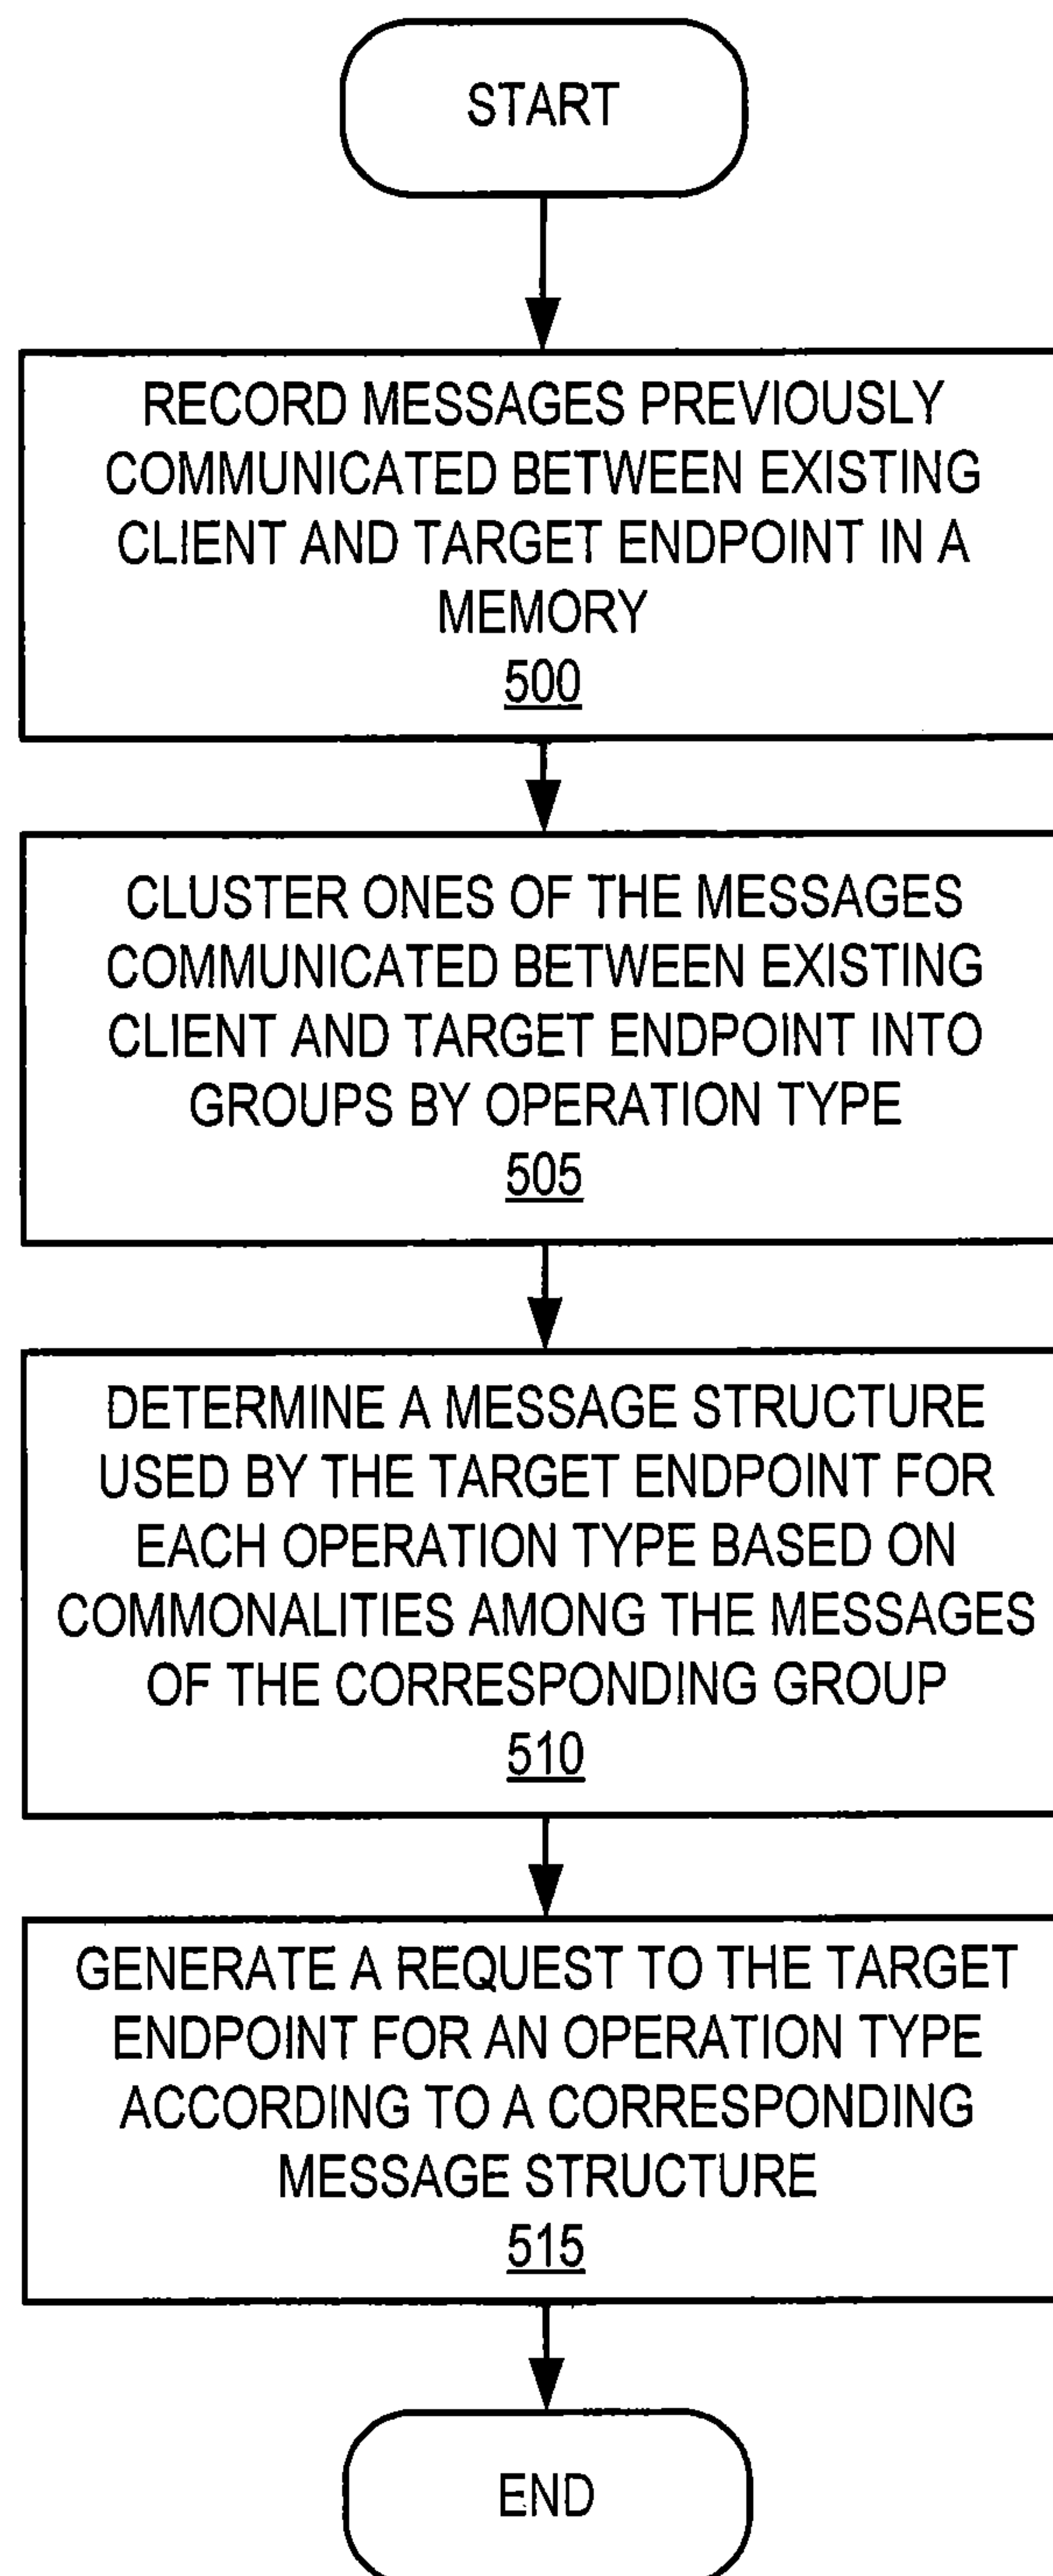 START
RECORD MESSAGES PREVIOUSLY
COMMUNICATED BETWEEN EXISTING
CLIENT AND TARGET ENDPOINT IN A
MEMORY
500
CLUSTER ONES OF THE MESSAGES
COMMUNICATED BETWEEN EXISTING
CLIENT AND TARGET ENDPOINT INTO
GROUPS BY OPERATION TYPE
505
DETERMINE A MESSAGE STRUCTURE
USED BY THE TARGET ENDPOINT FOR
EACH OPERATION TYPE BASED ON
COMMONALITIES AMONG THE MESSAGES
OF THE CORRESPONDING GROUP
510
GENERATE A REQUEST TO THE TARGET
ENDPOINT FOR AN OPERATION TYPE
ACCORDING TO A CORRESPONDING
MESSAGE STRUCTURE
515
END